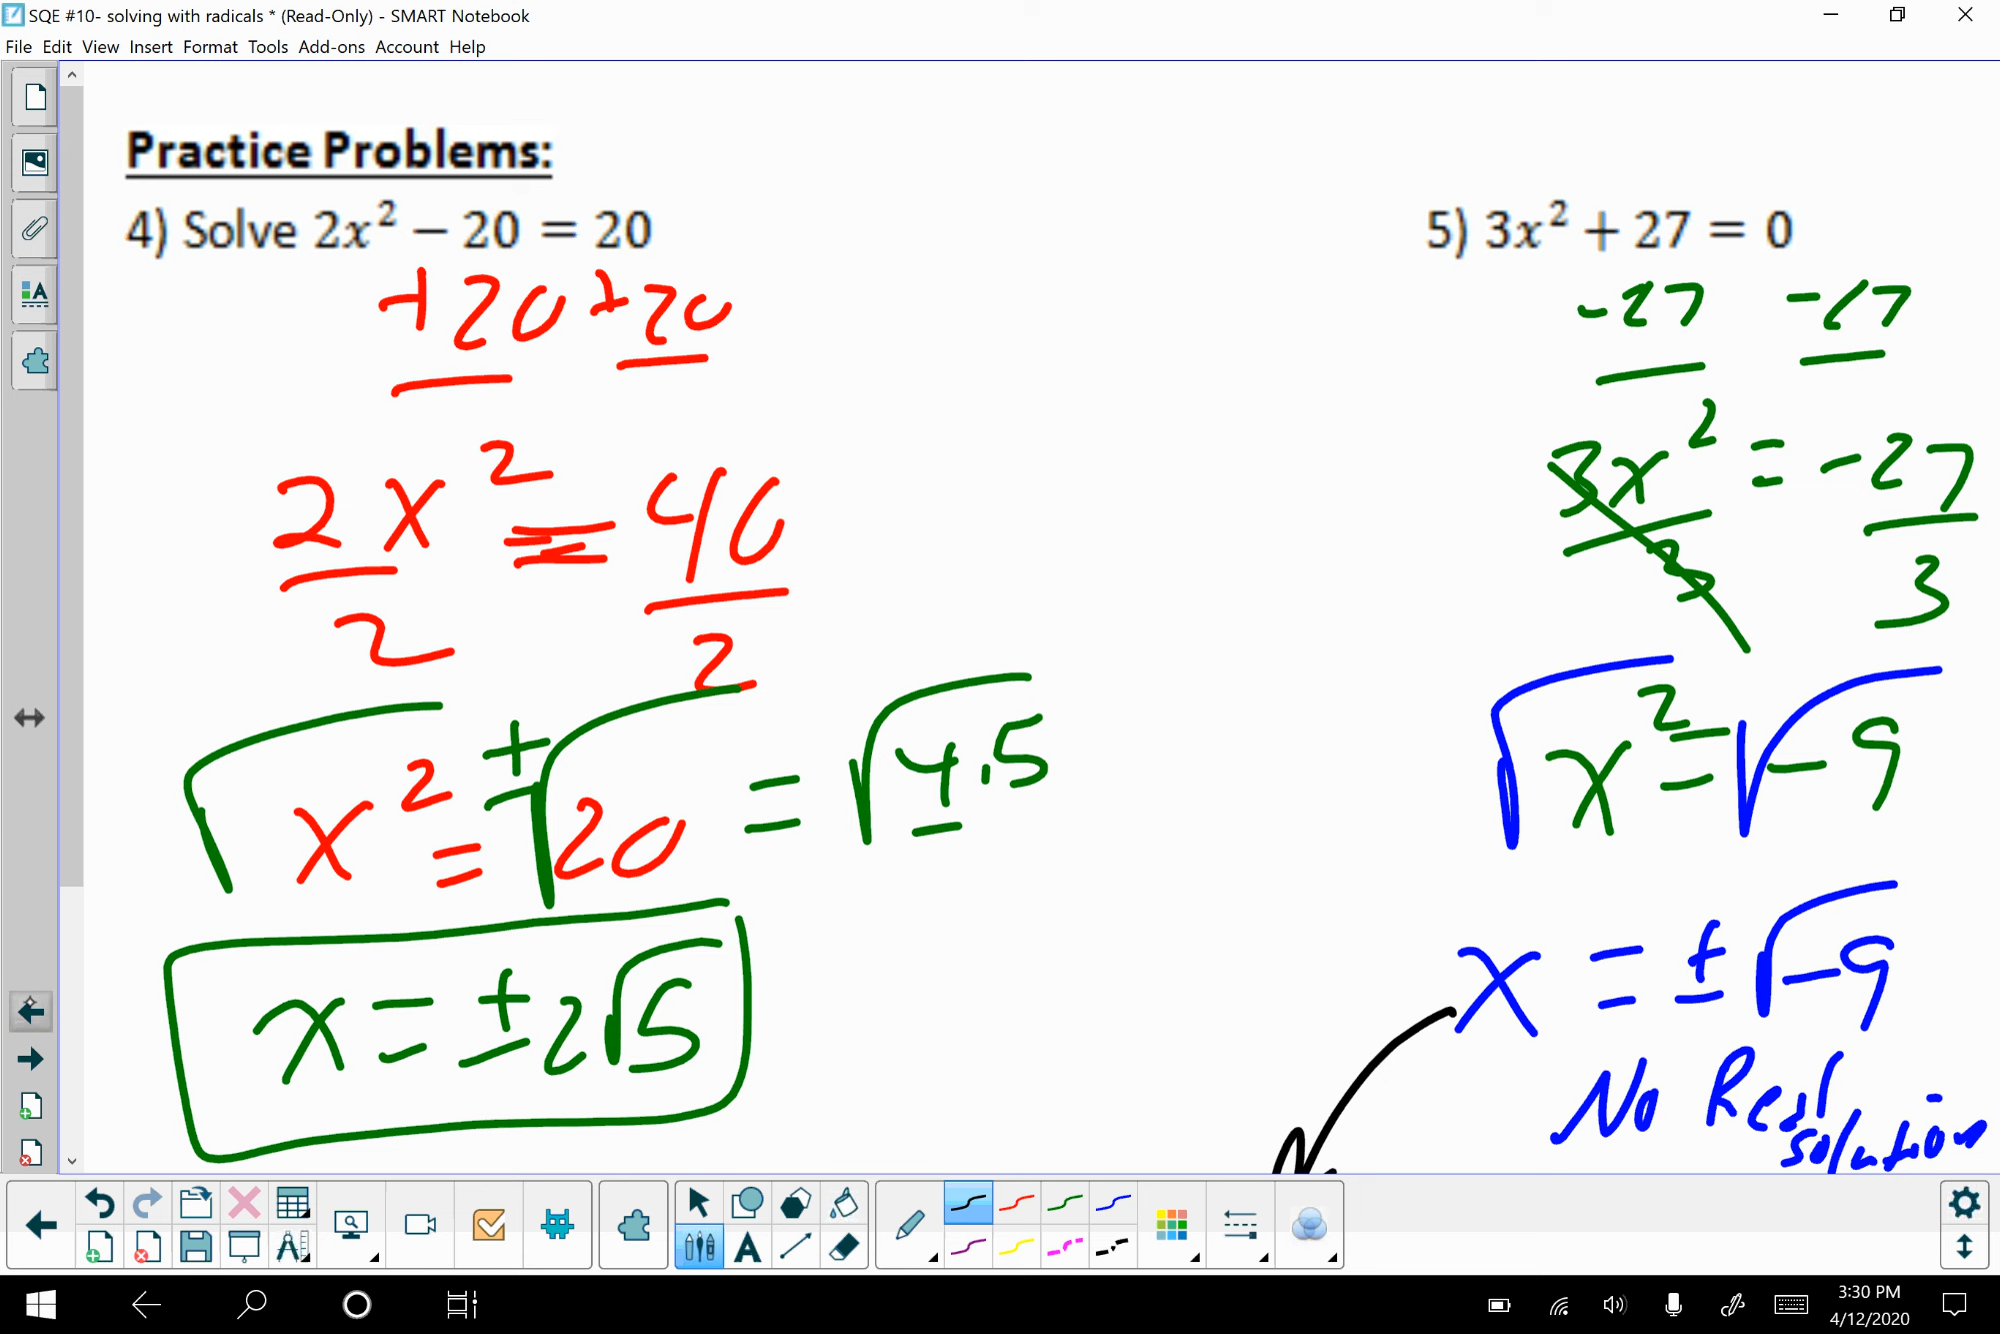 SQE #10- solving with radicals * (Read-Only) - SMART Notebook
File Edit View Insert Format Tools Add-ons Account Help
Practice Problems:
4) Solve 2x² − 20 = 20
+20 +20
2x² = 40
2 2
√x² = ±√20 = √4.5
x = ±2√5
5) 3x² + 27 = 0
-27 -27
3x² = -27
3 3
√x² = √-9
x = ±√-9
No Real
solution
3:30 PM
4/12/2020